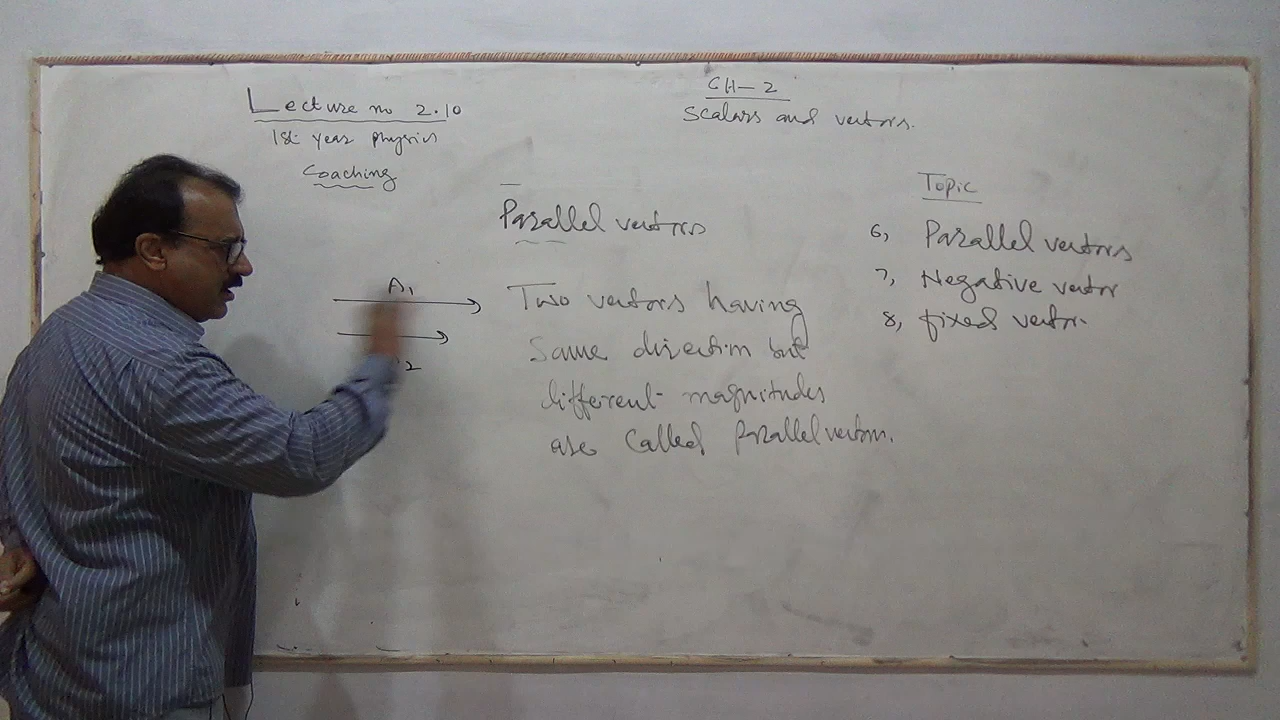 Lecture no 2.10
1st year physics
Coaching
CH-2
Scalars and vectors.
Topic
6, Parallel vectors
7, Negative vector
8, fixed vector.
Parallel vectors
A1
2
Two vectors having
Same direction but
different magnitudes
are called parallel vectors.